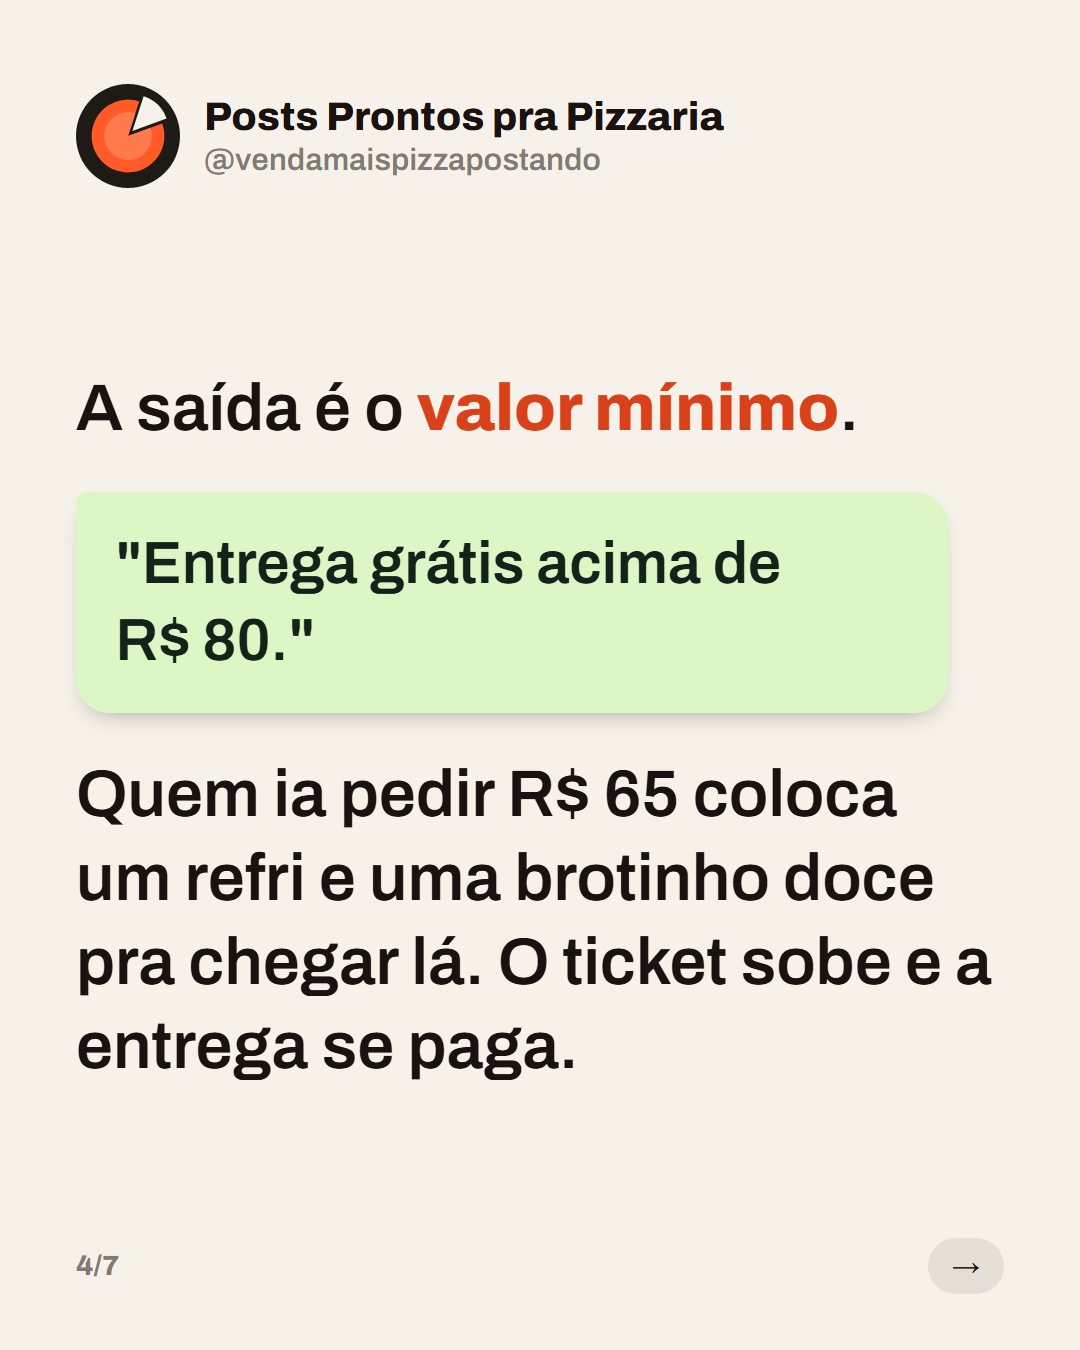 Posts Prontos pra Pizzaria
@vendamaispizzapostando
A saída é o valor mínimo.
"Entrega grátis acima de
R$ 80."
Quem ia pedir R$ 65 coloca
um refri e uma brotinho doce
pra chegar lá. O ticket sobe e a
entrega se paga.
4/7
→